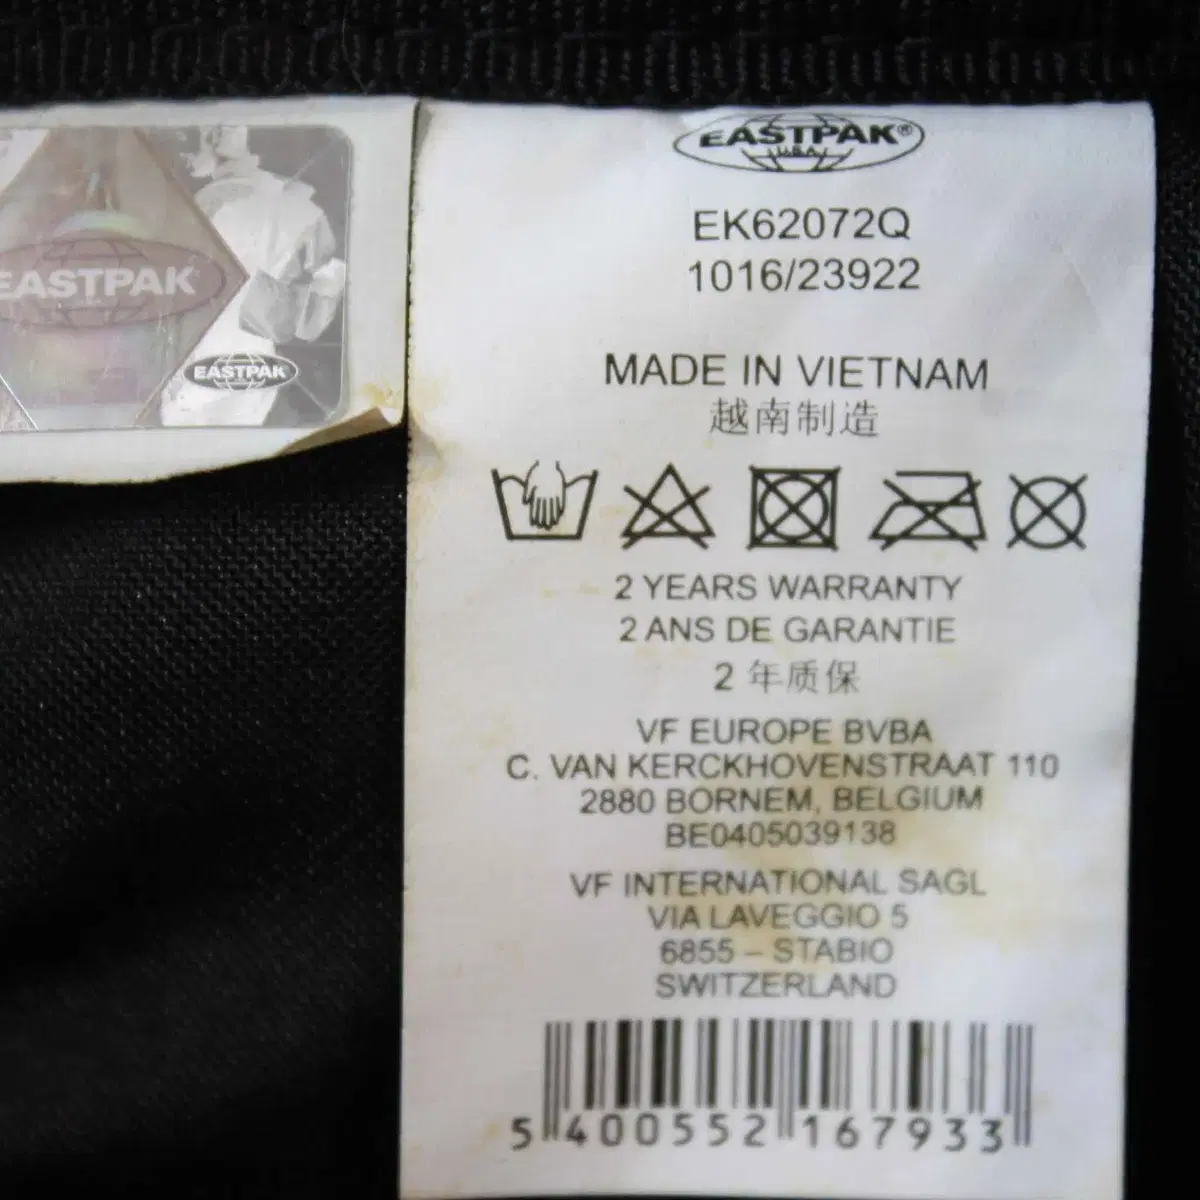 EASTPAK
EASTPAK
EASTPAK®
U.S.A.
EK62072Q
1016/23922
MADE IN VIETNAM
越南制造
2 YEARS WARRANTY
2 ANS DE GARANTIE
2 年质保
VF EUROPE BVBA
C. VAN KERCKHOVENSTRAAT 110
2880 BORNEM, BELGIUM
BE0405039138
VF INTERNATIONAL SAGL
VIA LAVEGGIO 5
6855 – STABIO
SWITZERLAND
5 400552 167933